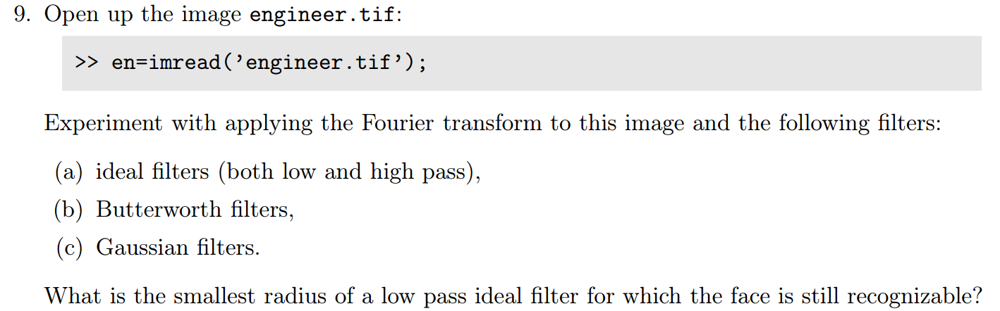 9. Open up the image engineer.tif:
>> en=imread(’engineer.tif’);
Experiment with applying the Fourier transform to this image and the following filters:
(a) ideal filters (both low and high pass),
(b) Butterworth filters,
(c) Gaussian filters.
What is the smallest radius of a low pass ideal filter for which the face is still recognizable?